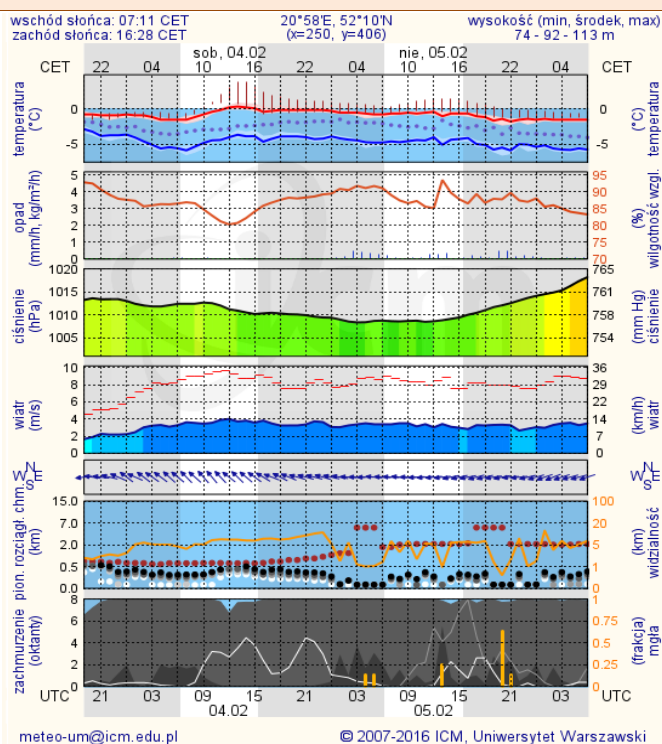 wschód słońca: 07:11 CET 20°58'E, 52°10'N wysokość (min, środek, max)
zachód słońca: 16:28 CET (x=250, y=406) 74 - 92 - 113 m
sob, 04.02 nie, 05.02
CET 22 04 10 16 22 04 10 16 22 04 CET
temperatura (°C) 0 -5 0 -5 temperatura (°C)
opad (mm/h, kg/m²/h) 5 4 3 2 1 0 95 90 85 80 75 70 (%) wilgotność wzgl.
ciśnienie (hPa) 1020 1015 1010 1005 765 761 758 754 (mm Hg) ciśnienie
wiatr (m/s) 10 8 6 4 2 0 36 29 22 14 7 0 (km/h) wiatr
N W E S N W E S
pion. rozciągł. chm. (km) 15.0 7.0 2.0 0.5 0.0 100 20 5 1 0 (km) widzialność
zachmurzenie (oktanty) 8 6 4 2 0 1 0.75 0.5 0.25 0 (frakcja) mgła
UTC 21 03 09 15 21 03 09 15 21 03 UTC
04.02 05.02
meteo-um@icm.edu.pl © 2007-2016 ICM, Uniwersytet Warszawski